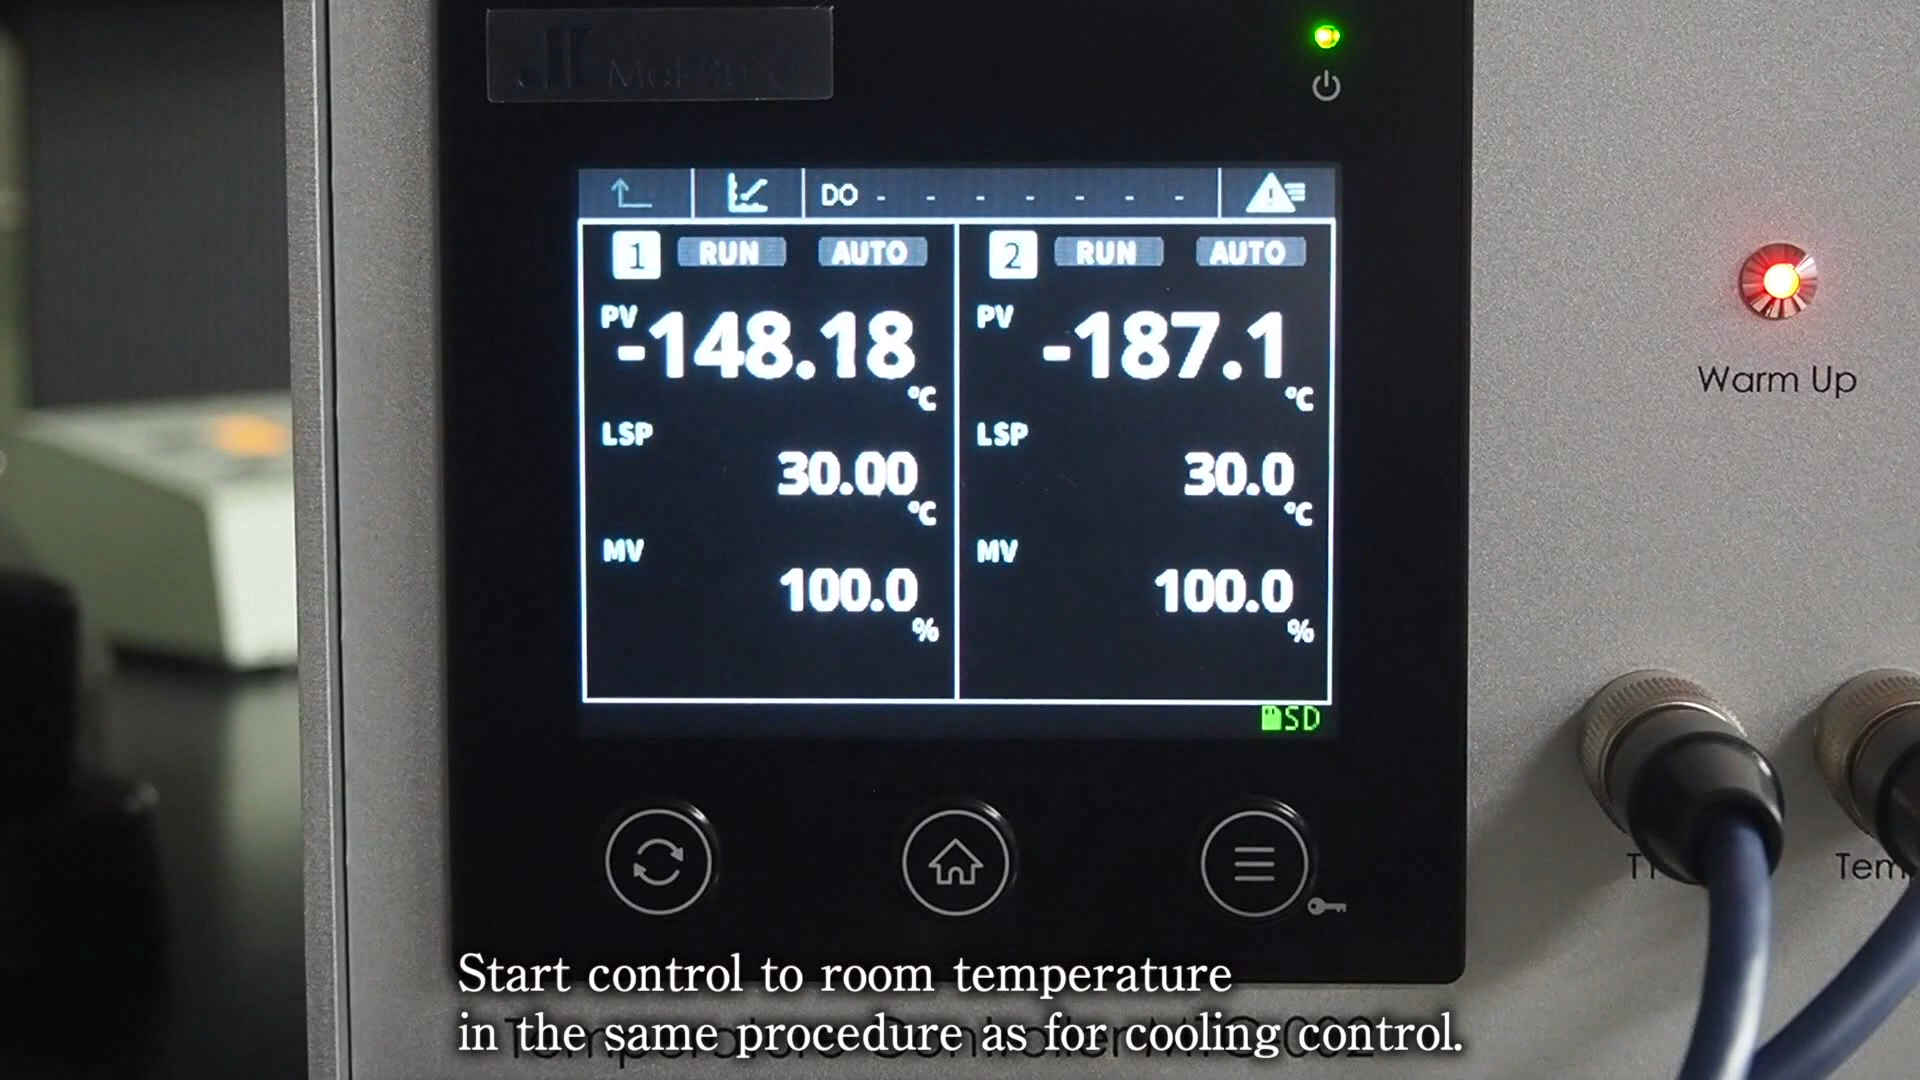 DO - - - - - - -
1 RUN AUTO
PV
-148.18
°C
LSP
30.00
°C
MV
100.0
%
2 RUN AUTO
PV
-187.1
°C
LSP
30.0
°C
MV
100.0
%
SD
Warm Up
Start control to room temperature
in the same procedure as for cooling control.